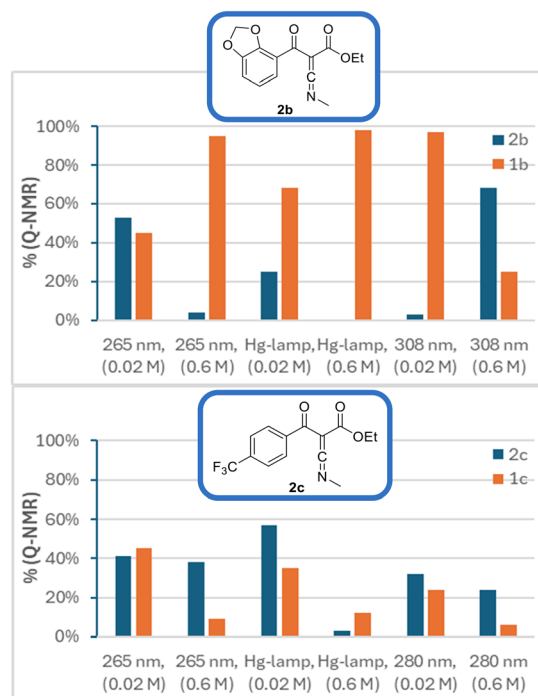 O
O
O
O
OEt
C
N
2b
% (Q-NMR)
100%
80%
60%
40%
20%
0%
2b
1b
265 nm, 265 nm, Hg-lamp, Hg-lamp, 308 nm, 308 nm
(0.02 M) (0.6 M) (0.02 M) (0.6 M) (0.02 M) (0.6 M)
O
O
OEt
C
N
F3C
2c
% (Q-NMR)
100%
80%
60%
40%
20%
0%
2c
1c
265 nm, 265 nm, Hg-lamp, Hg-lamp, 280 nm, 280 nm
(0.02 M) (0.6 M) (0.02 M) (0.6 M) (0.02 M) (0.6 M)